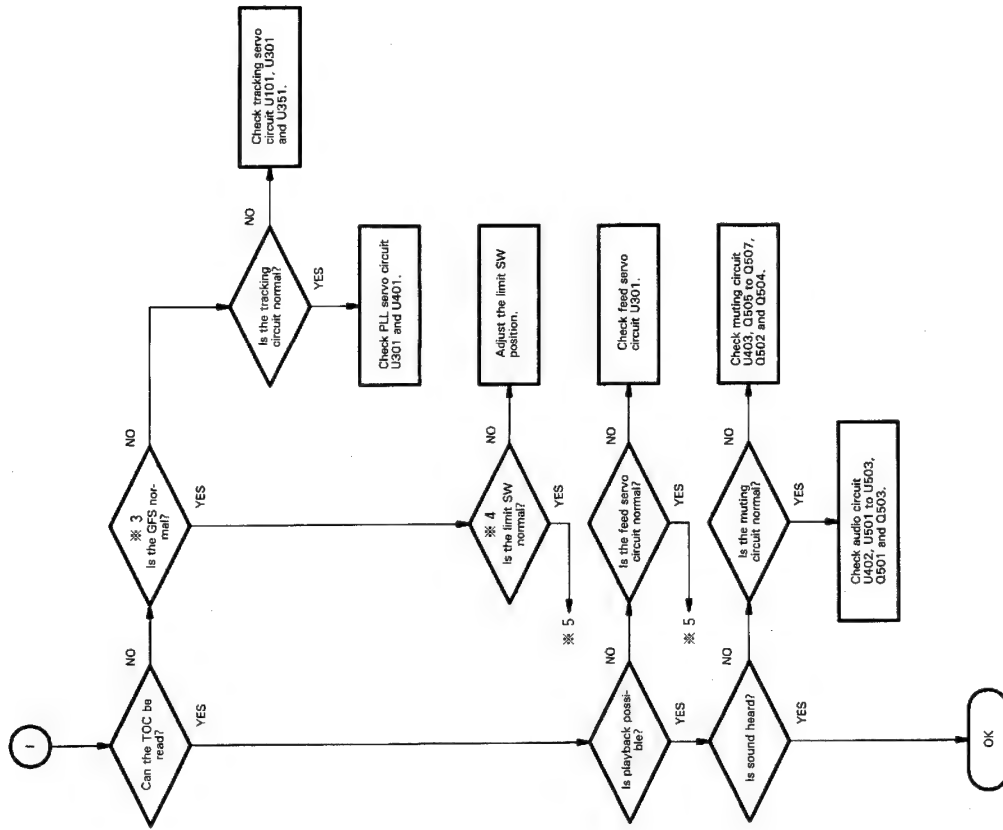 1
Can the TOC be
read?
NO
YES
※ 3
Is the GFS nor-
mal?
NO
YES
Is the tracking
circuit normal?
NO
YES
Check tracking servo
circuit U101, U301
and U351.
Check PLL servo circuit
U301 and U401.
※ 4
Is the limit SW
normal?
NO
YES
Adjust the limit SW
position.
※ 5
Is playback possi-
ble?
NO
YES
Is the feed servo
circuit normal?
NO
YES
Check feed servo
circuit U301.
※ 5
Is sound heard?
NO
YES
Is the muting
circuit normal?
NO
YES
Check muting circuit
U403, Q505 to Q507,
Q502 and Q504.
Check audio circuit
U402, U501 to U503,
Q501 and Q503.
OK